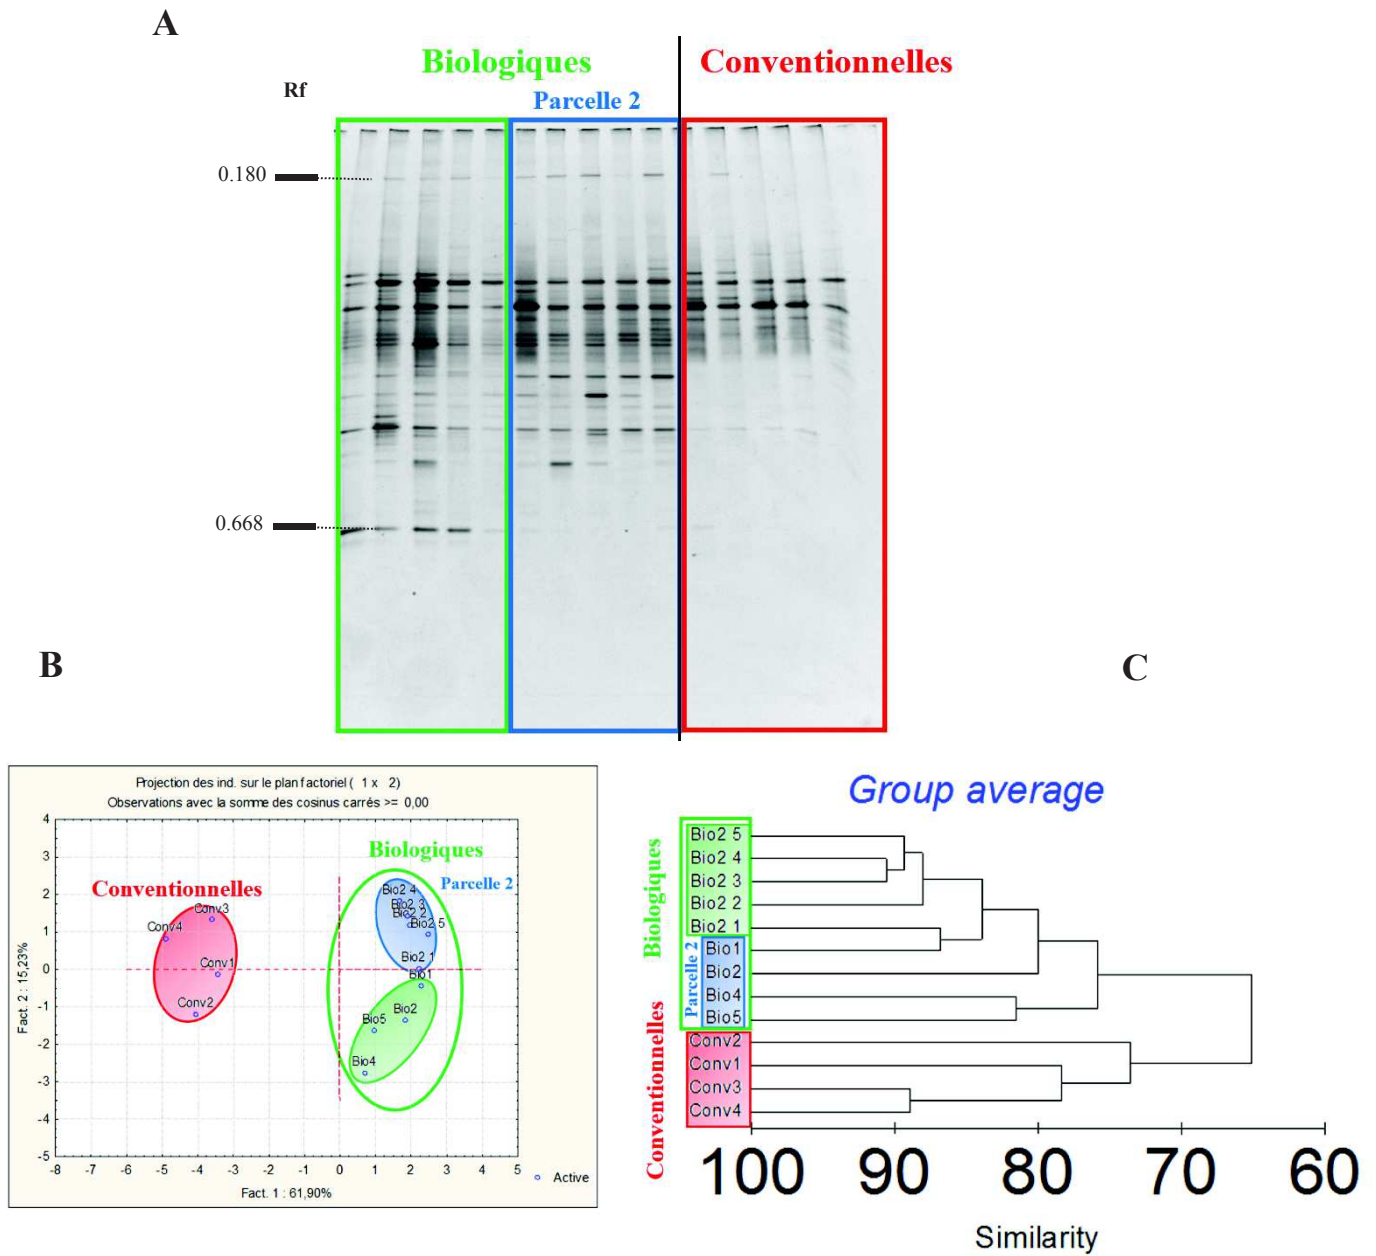 A
Biologiques
Conventionnelles
Rf
Parcelle 2
0.180
0.668
B
C
Projection des ind. sur le plan factoriel ( 1 x 2)
Observations avec la somme des cosinus carrés >= 0,00
4
3
2
1
0
-1
-2
-3
-4
-5
Fact. 2 : 15,23%
Biologiques
Parcelle 2
Conventionnelles
Conv3
Conv4
Conv1
Conv2
Bio2 4
Bio2 3
Bio2 2
Bio2 5
Bio2 1
Bio1
Bio2
Bio5
Bio4
-8 -7 -6 -5 -4 -3 -2 -1 0 1 2 3 4 5
Fact. 1 : 61,90%
Active
Group average
Biologiques
Parcelle 2
Conventionnelles
Bio2 5
Bio2 4
Bio2 3
Bio2 2
Bio2 1
Bio1
Bio2
Bio4
Bio5
Conv2
Conv1
Conv3
Conv4
100 90 80 70 60
Similarity